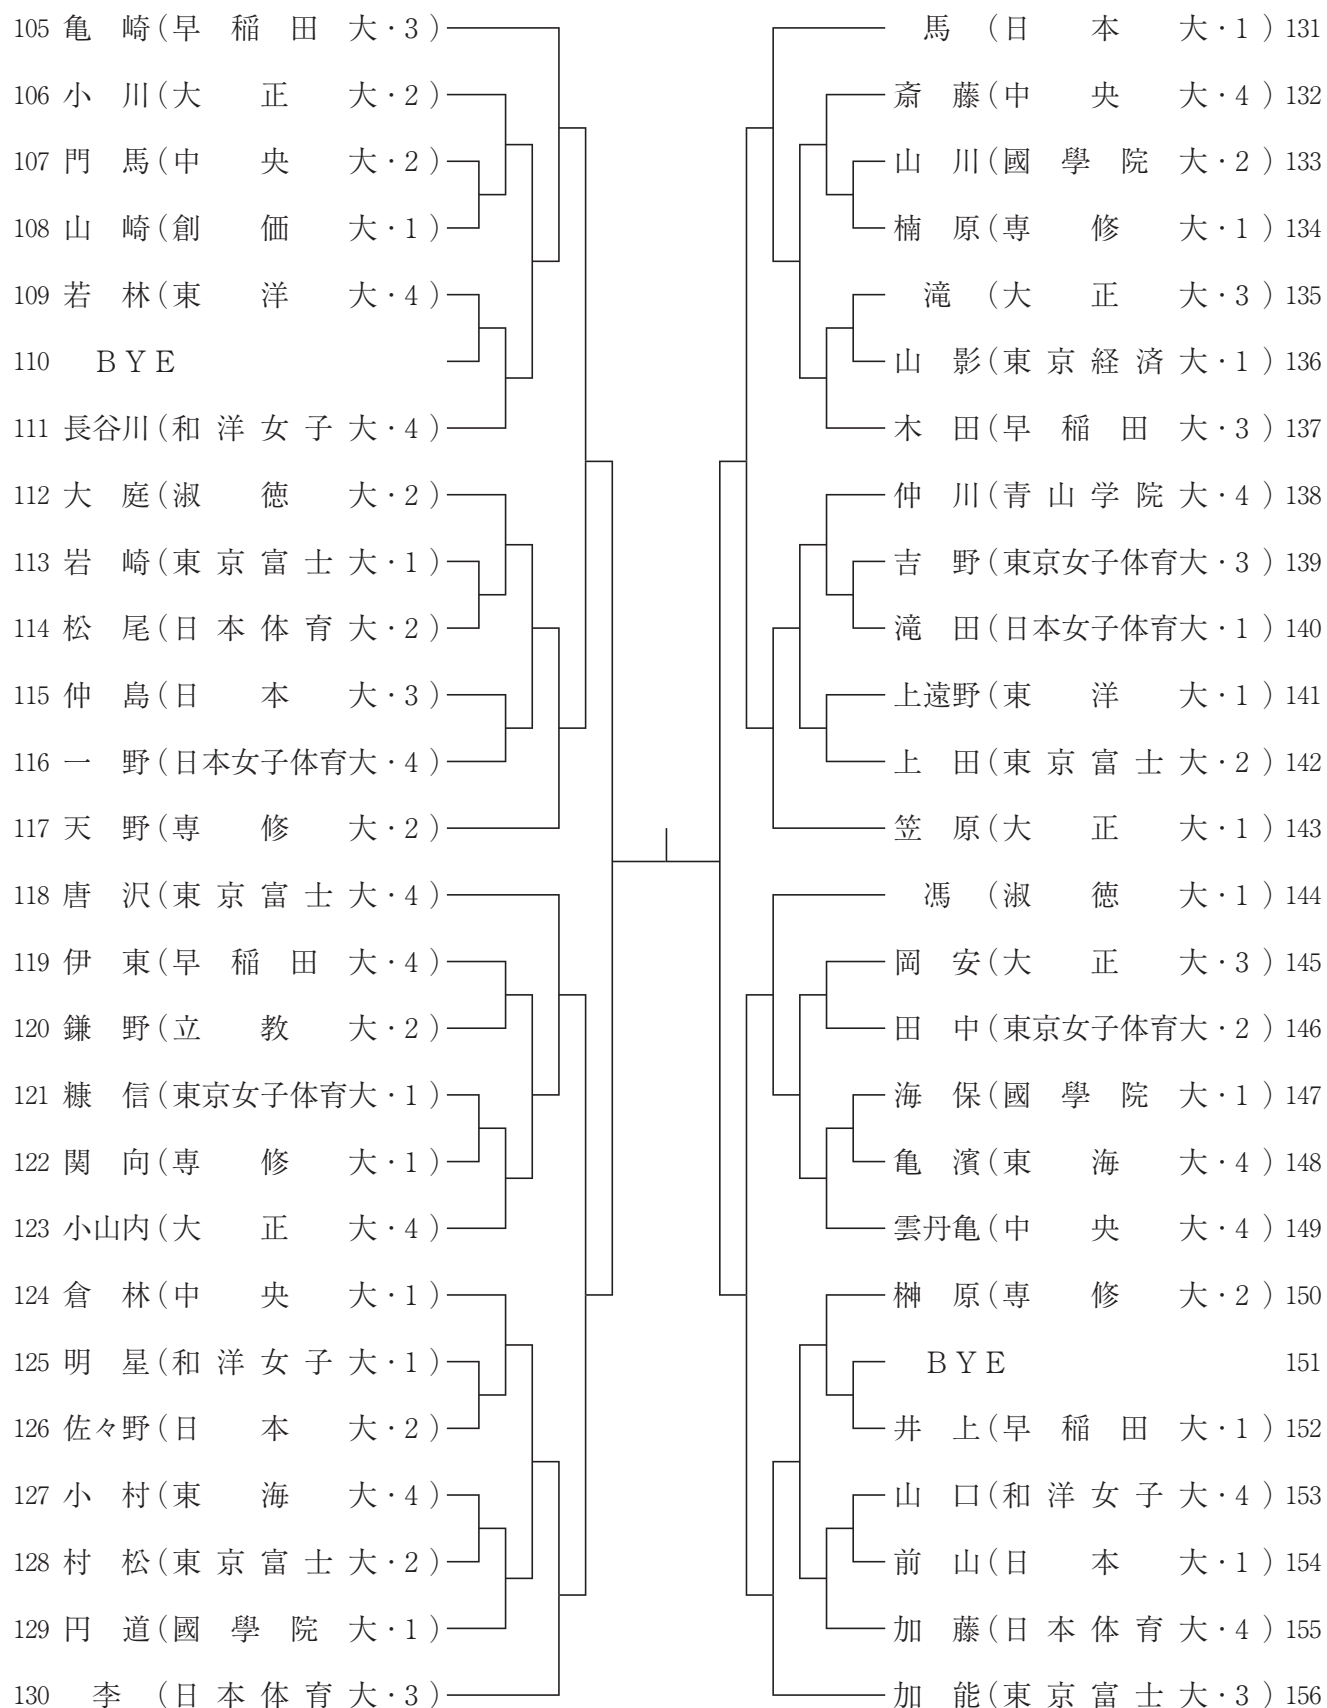 105 亀崎(早稲田大・3)
106 小川(大正大・2)
107 門馬(中央大・2)
108 山崎(創価大・1)
109 若林(東洋大・4)
110 BYE
111 長谷川(和洋女子大・4)
112 大庭(淑徳大・2)
113 岩崎(東京富士大・1)
114 松尾(日本体育大・2)
115 仲島(日本大・3)
116 一野(日本女子体育大・4)
117 天野(専修大・2)
118 唐沢(東京富士大・4)
119 伊東(早稲田大・4)
120 鎌野(立教大・2)
121 糠信(東京女子体育大・1)
122 関向(専修大・1)
123 小山内(大正大・4)
124 倉林(中央大・1)
125 明星(和洋女子大・1)
126 佐々野(日本大・2)
127 小村(東海大・4)
128 村松(東京富士大・2)
129 円道(國學院大・1)
130 李(日本体育大・3)
馬(日本大・1) 131
斎藤(中央大・4) 132
山川(國學院大・2) 133
楠原(専修大・1) 134
滝(大正大・3) 135
山影(東京経済大・1) 136
木田(早稲田大・3) 137
仲川(青山学院大・4) 138
吉野(東京女子体育大・3) 139
滝田(日本女子体育大・1) 140
上遠野(東洋大・1) 141
上田(東京富士大・2) 142
笠原(大正大・1) 143
馮(淑徳大・1) 144
岡安(大正大・3) 145
田中(東京女子体育大・2) 146
海保(國學院大・1) 147
亀濱(東海大・4) 148
雲丹亀(中央大・4) 149
榊原(専修大・2) 150
BYE 151
井上(早稲田大・1) 152
山口(和洋女子大・4) 153
前山(日本大・1) 154
加藤(日本体育大・4) 155
加能(東京富士大・3) 156